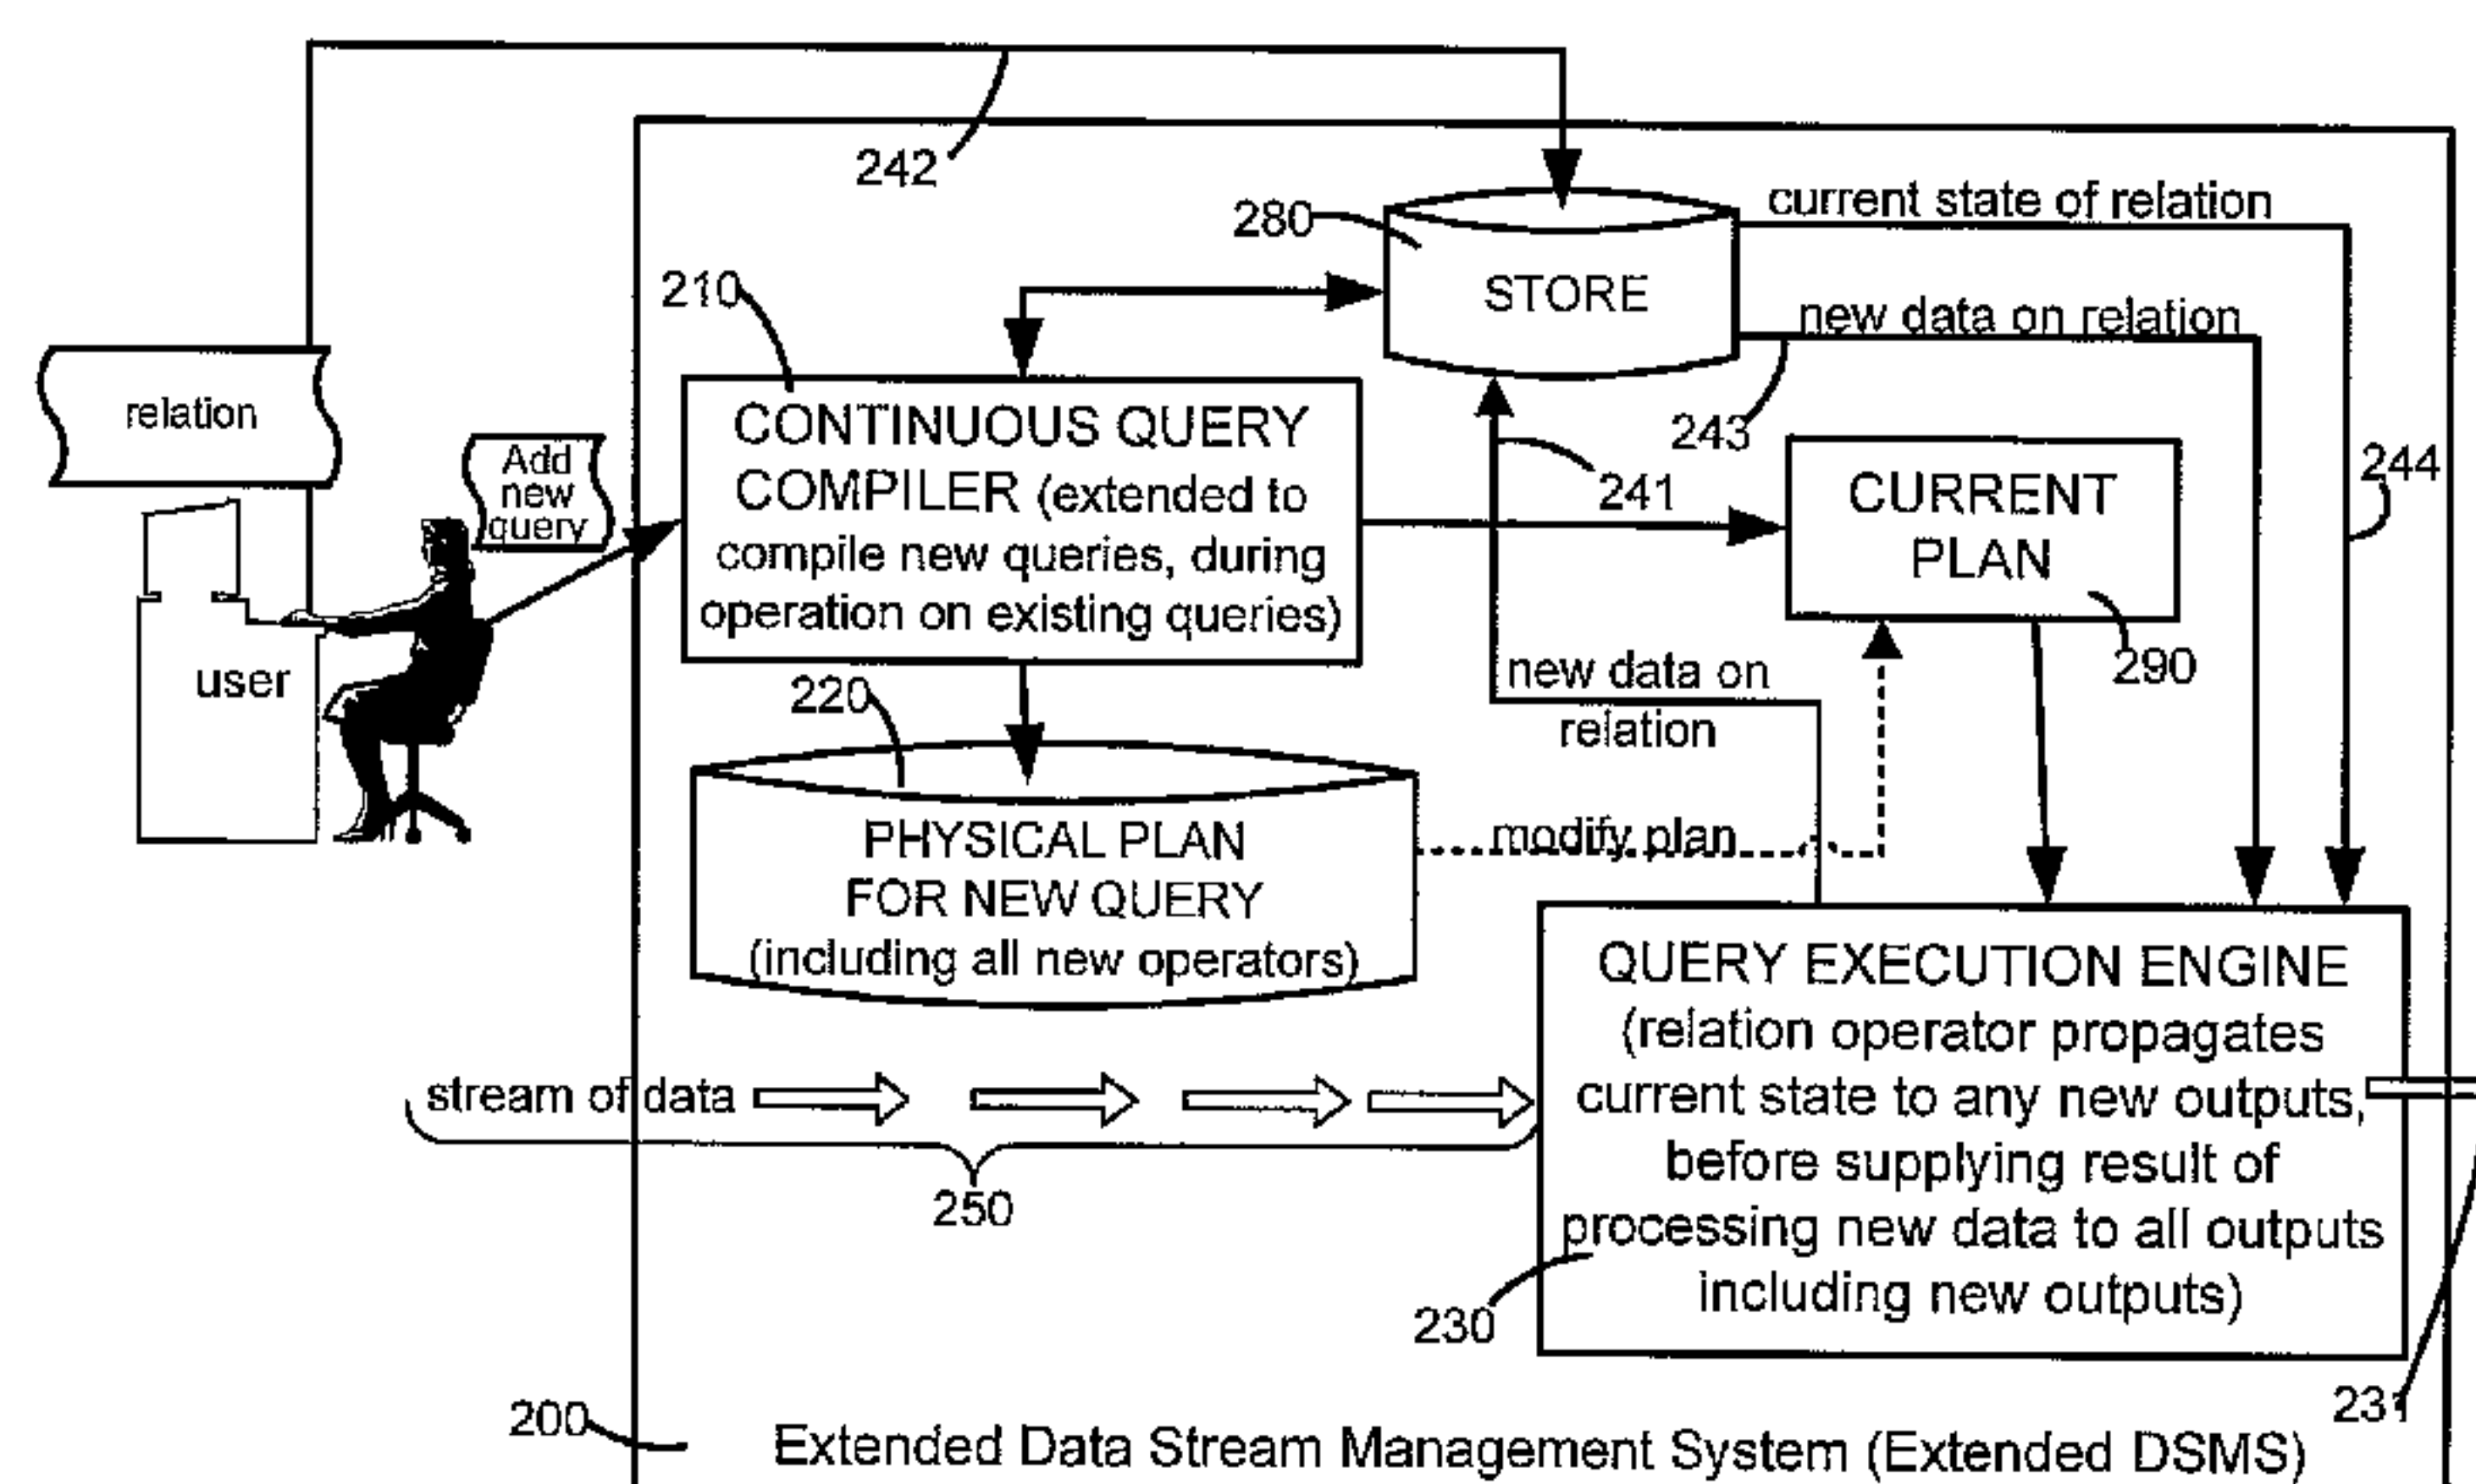 242
280
current state of relation
STORE
new data on relation
210
243
244
241
relation
Add
new
query
user
CONTINUOUS QUERY
COMPILER (extended to
compile new queries, during
operation on existing queries)
CURRENT
PLAN
290
new data on
relation
220
PHYSICAL PLAN
FOR NEW QUERY
(including all new operators)
modify plan
stream of data
250
QUERY EXECUTION ENGINE
(relation operator propagates
current state to any new outputs,
before supplying result of
processing new data to all outputs
including new outputs)
230
231
200
Extended Data Stream Management System (Extended DSMS)